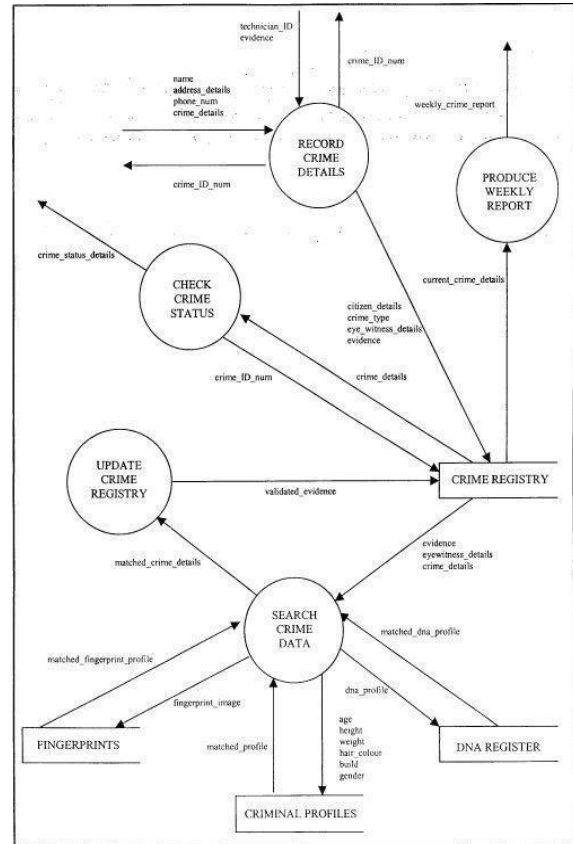 technician_ID
evidence
crime_ID_num
name
address_details
phone_num
crime_details
weekly_crime_report
RECORD
CRIME
DETAILS
PRODUCE
WEEKLY
REPORT
crime_ID_num
crime_status_details
CHECK
CRIME
STATUS
current_crime_details
citizen_details
crime_type
eye_witness_details
evidence
crime_details
crime_ID_num
UPDATE
CRIME
REGISTRY
CRIME REGISTRY
validated_evidence
evidence
eyewitness_details
crime_details
matched_crime_details
SEARCH
CRIME
DATA
matched_dna_profile
matched_fingerprint_profile
dna_profile
fingerprint_image
age
height
weight
hair_colour
build
gender
matched_profile
FINGERPRINTS
DNA REGISTER
CRIMINAL PROFILES